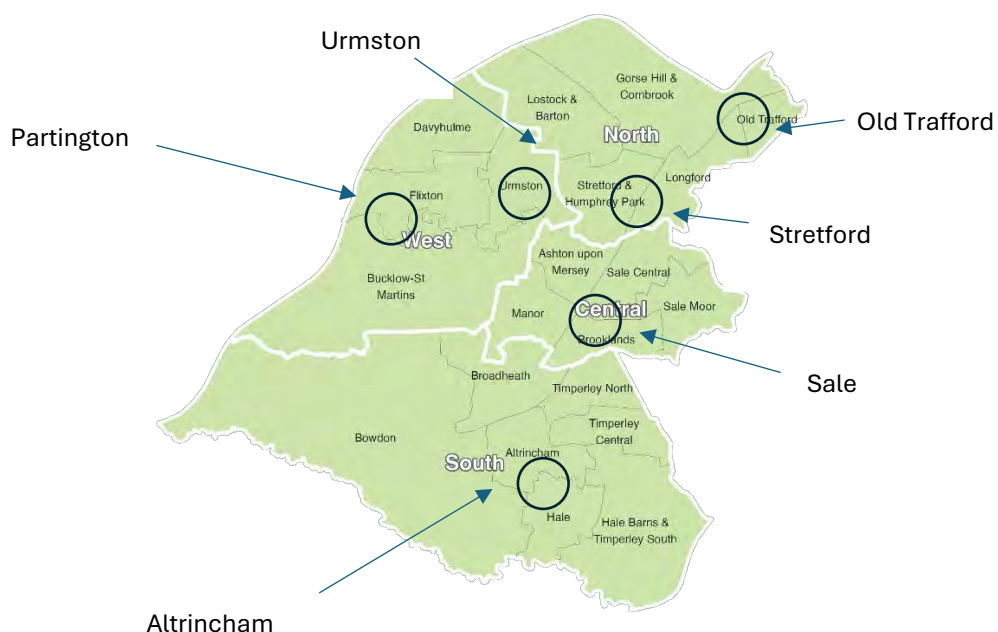 Urmston
Gorse Hill &
Cornbrook
Lostock &
Barton
Old Trafford
Old Trafford
Davyhulme
North
Partington
Longford
Urmston
Stretford &
Humphrey Park
Flixton
Stretford
West
Ashton upon
Mersey
Sale Central
Bucklow-St
Martins
Manor
Central
Sale Moor
Brooklands
Sale
Broadheath
Timperley North
Timperley
Central
Bowdon
Altrincham
South
Hale
Hale Barns &
Timperley South
Altrincham